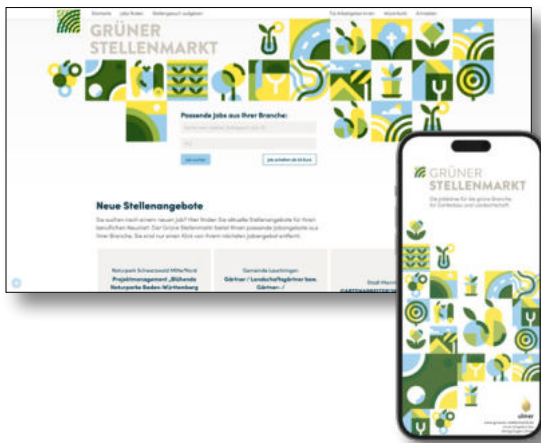 Startseite Jobs finden Stellengesuch aufgeben Für Arbeitgeber:innen Warenkorb Anmelden
GRÜNER
STELLENMARKT
Passende Jobs aus Ihrer Branche:
Job suchen
Neue Stellenangebote
Sie suchen nach einem neuen Job? Hier finden Sie aktuelle Stellenangebote für Ihren
beruflichen Neustart. Der Grüne Stellenmarkt bietet Ihnen passende Jobangebote aus
Ihrer Branche. Sie sind nur einen Klick von Ihrem nächsten Jobangebot entfernt.
Naturpark Schwarzwald Mitte/Nord
Projektmanagement „Blühende
Naturparke Baden-Württemberg
Gemeinde Leutkirchen
Gärtner / Landschaftsgärtner bzw.
Gärtner- /
GRÜNER
STELLENMARKT
Die Jobbörse für die grüne Branche.
Im Gartenbau und Landwirtschaft.
ulmer